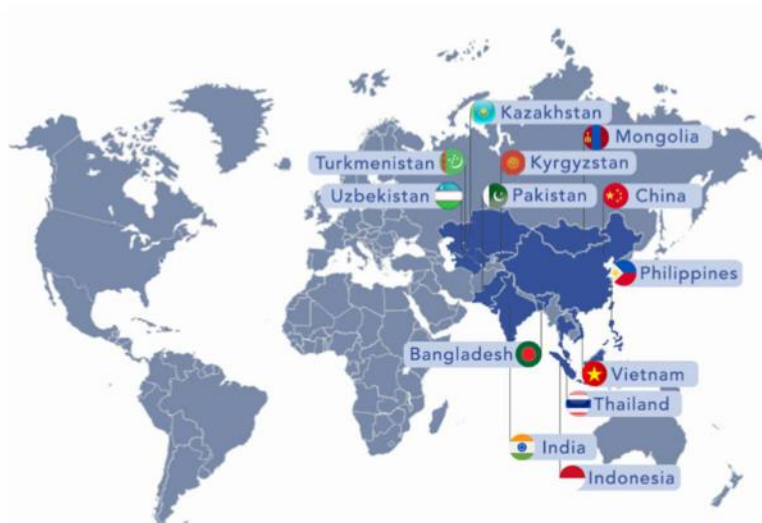 Kazakhstan
Mongolia
Turkmenistan
Kyrgyzstan
Uzbekistan
Pakistan
China
Philippines
Bangladesh
Vietnam
Thailand
India
Indonesia